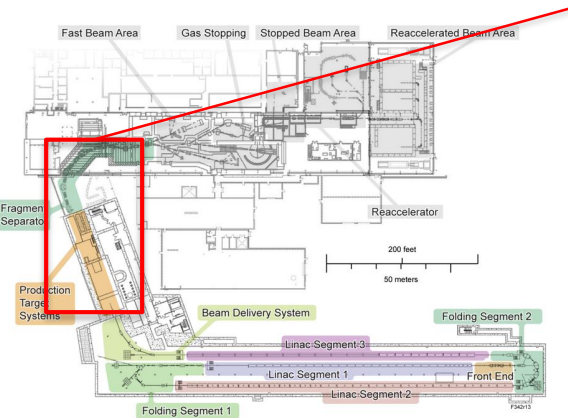 Fast Beam Area
Gas Stopping
Stopped Beam Area
Reaccelerated Beam Area
Fragment
Separator
Reaccelerator
200 feet
50 meters
Production
Target
Systems
Beam Delivery System
Folding Segment 2
Linac Segment 3
Linac Segment 1
Front End
Linac Segment 2
Folding Segment 1
F342r13